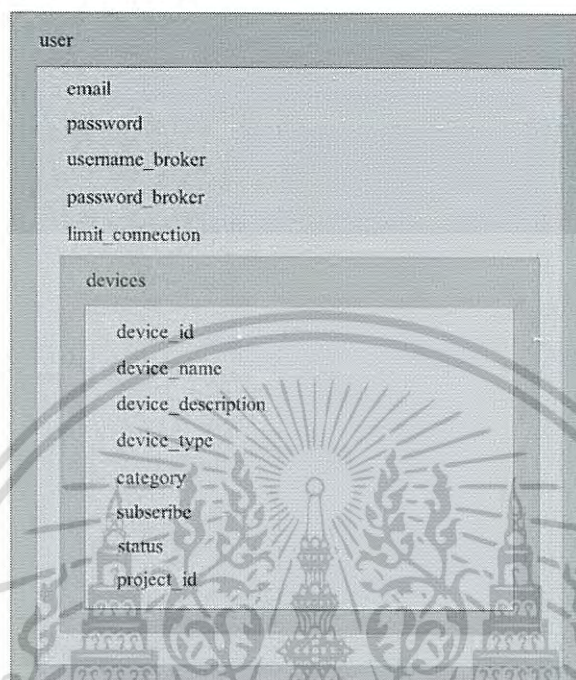 user
email
password
username_broker
password_broker
limit_connection
devices
device_id
device_name
device_description
device_type
category
subscribe
status
project_id